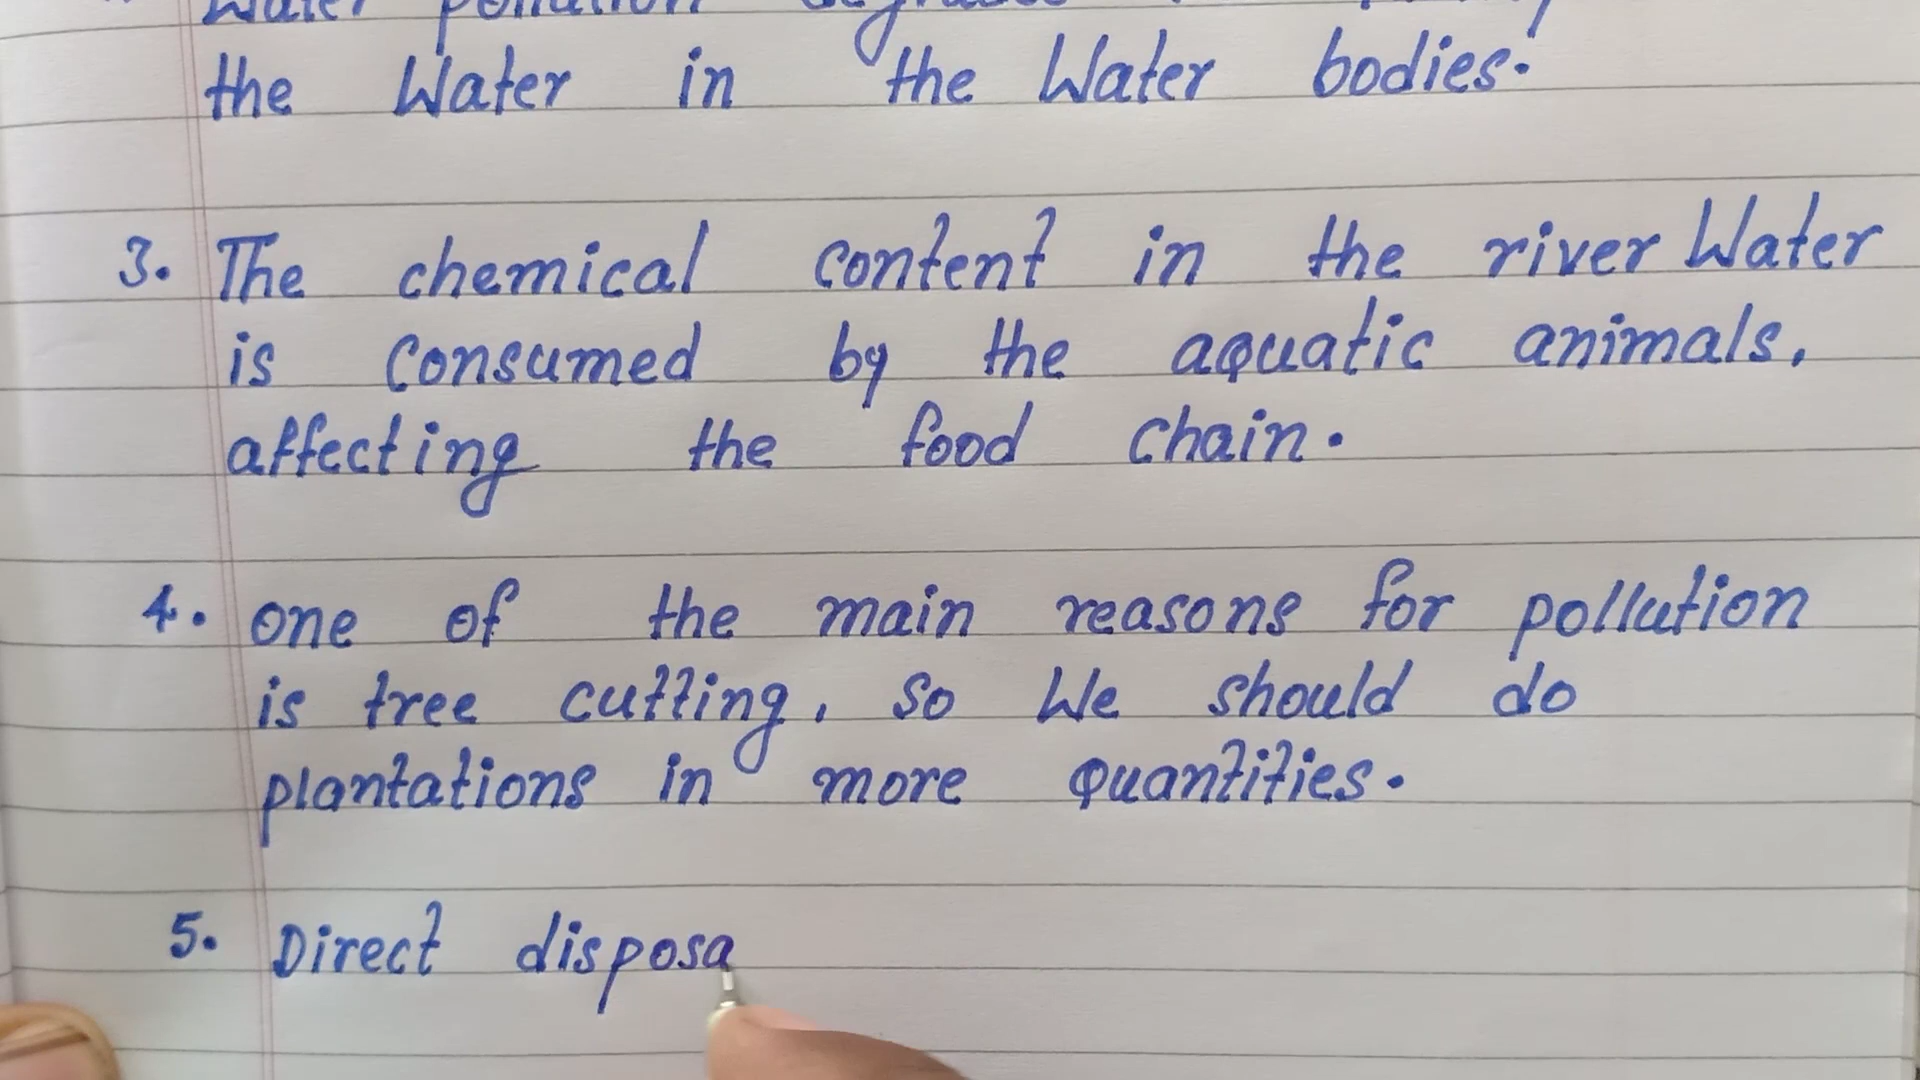 Water pollution
the Water in the Water bodies.
3. The chemical content in the river Water
is consumed by the aquatic animals,
affecting the food chain.
4. one of the main reasons for pollution
is tree cutting, so We should do
plantations in more quantities.
5. Direct disposa